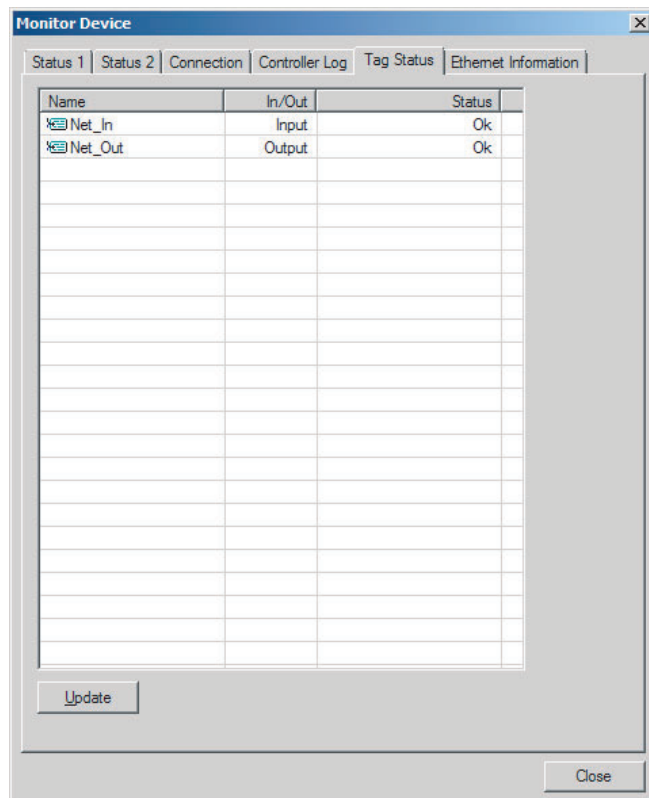 Monitor Device
Status 1 Status 2 Connection Controller Log Tag Status Ethernet Information
Name In/Out Status
Net_In Input Ok
Net_Out Output Ok
Update
Close